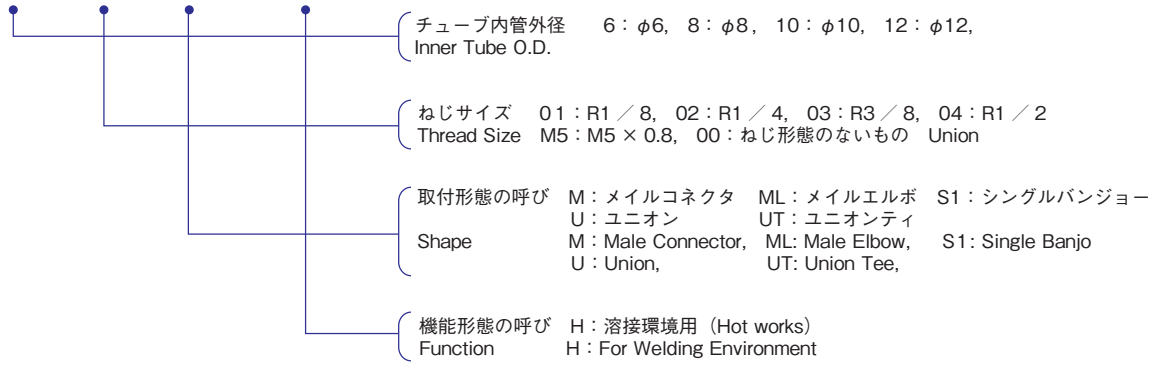 チューブ内管外径　6：φ6,　8：φ8,　10：φ10,　12：φ12,
Inner Tube O.D.
ねじサイズ　01：R1／8,　02：R1／4,　03：R3／8,　04：R1／2
Thread Size　M5：M5×0.8,　00：ねじ形態のないもの　Union
取付形態の呼び　M：メイルコネクタ　ML：メイルエルボ　S1：シングルバンジョー
U：ユニオン　UT：ユニオンティ
Shape　M：Male Connector,　ML: Male Elbow,　S1: Single Banjo
U：Union,　UT: Union Tee,
機能形態の呼び　H：溶接環境用（Hot works）
Function　H：For Welding Environment